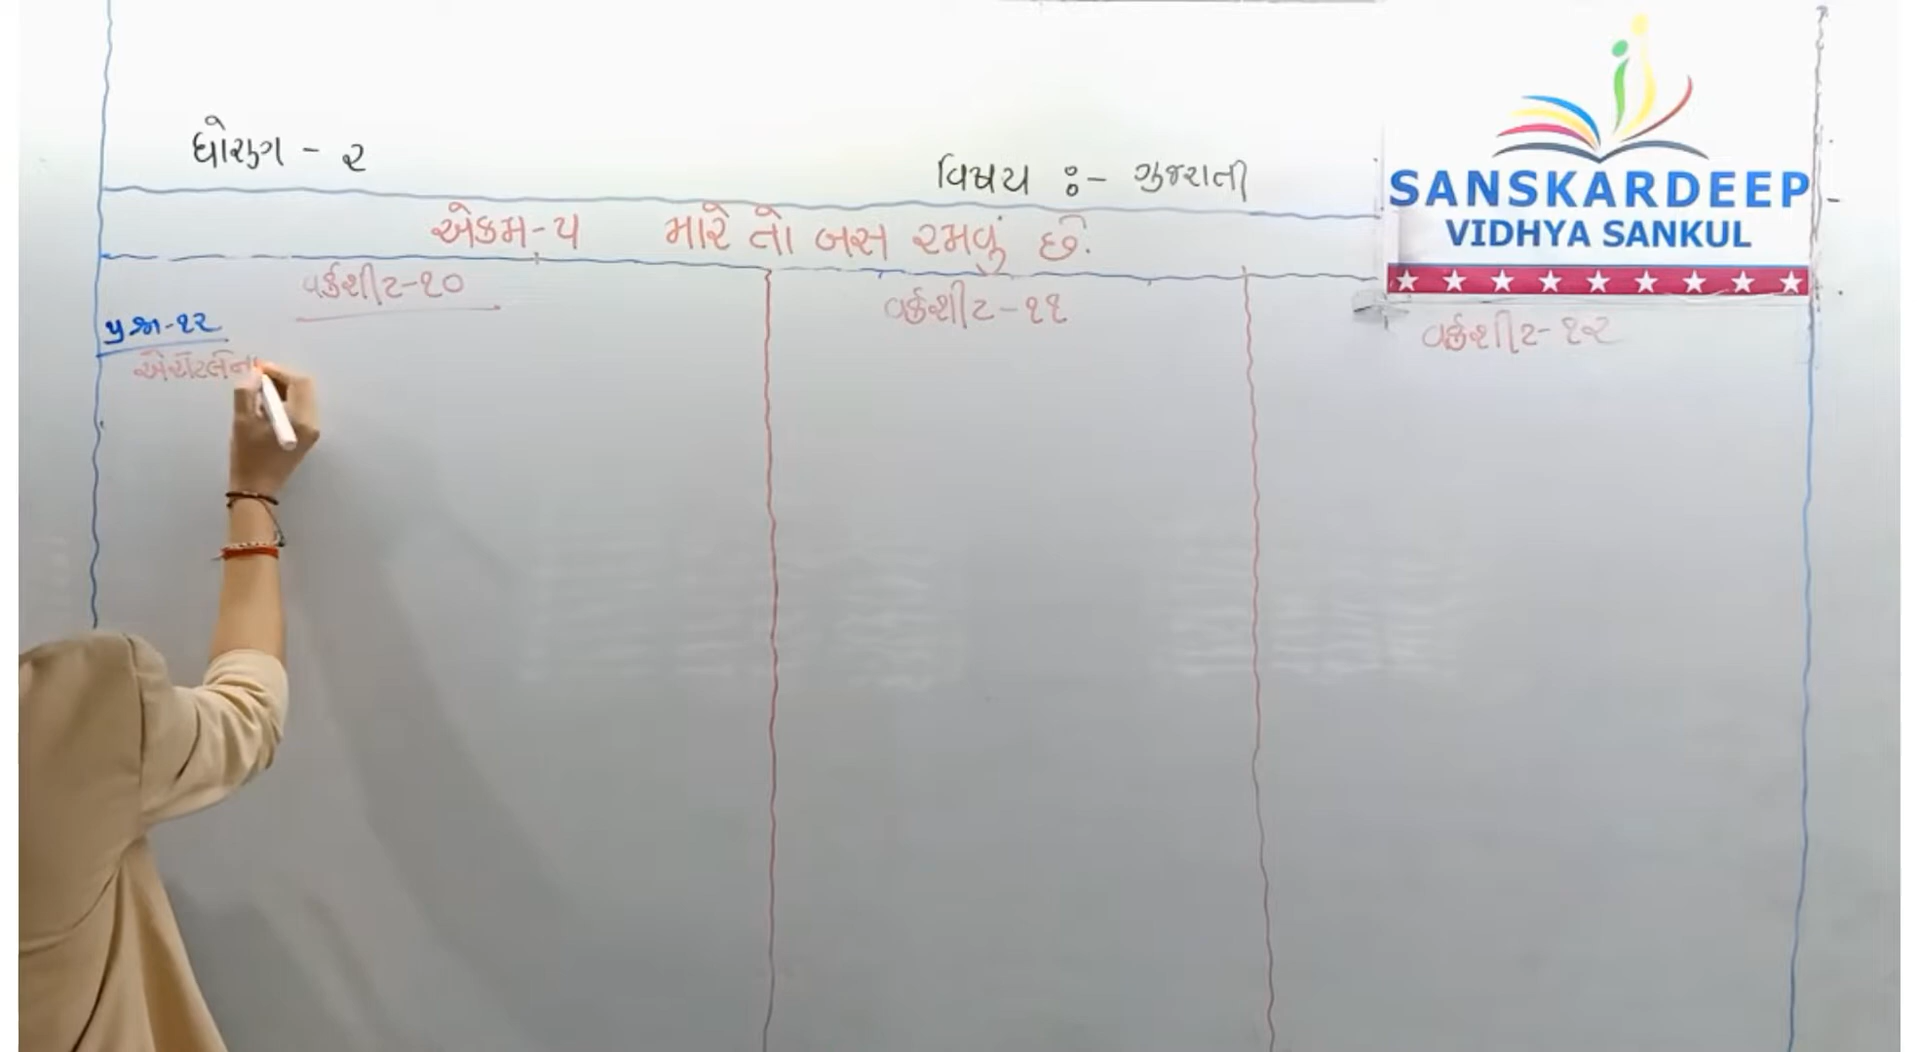 ધોરણ - ૨
વિષય :- ગુજરાતી
SANSKARDEEP
VIDHYA SANKUL
એકમ-૫ મારે તો બસ રમવું છે.
વર્કશીટ-૧૦
વર્કશીટ-૧૧
વર્કશીટ-૧૨
પ્રશ્ન-૧૨